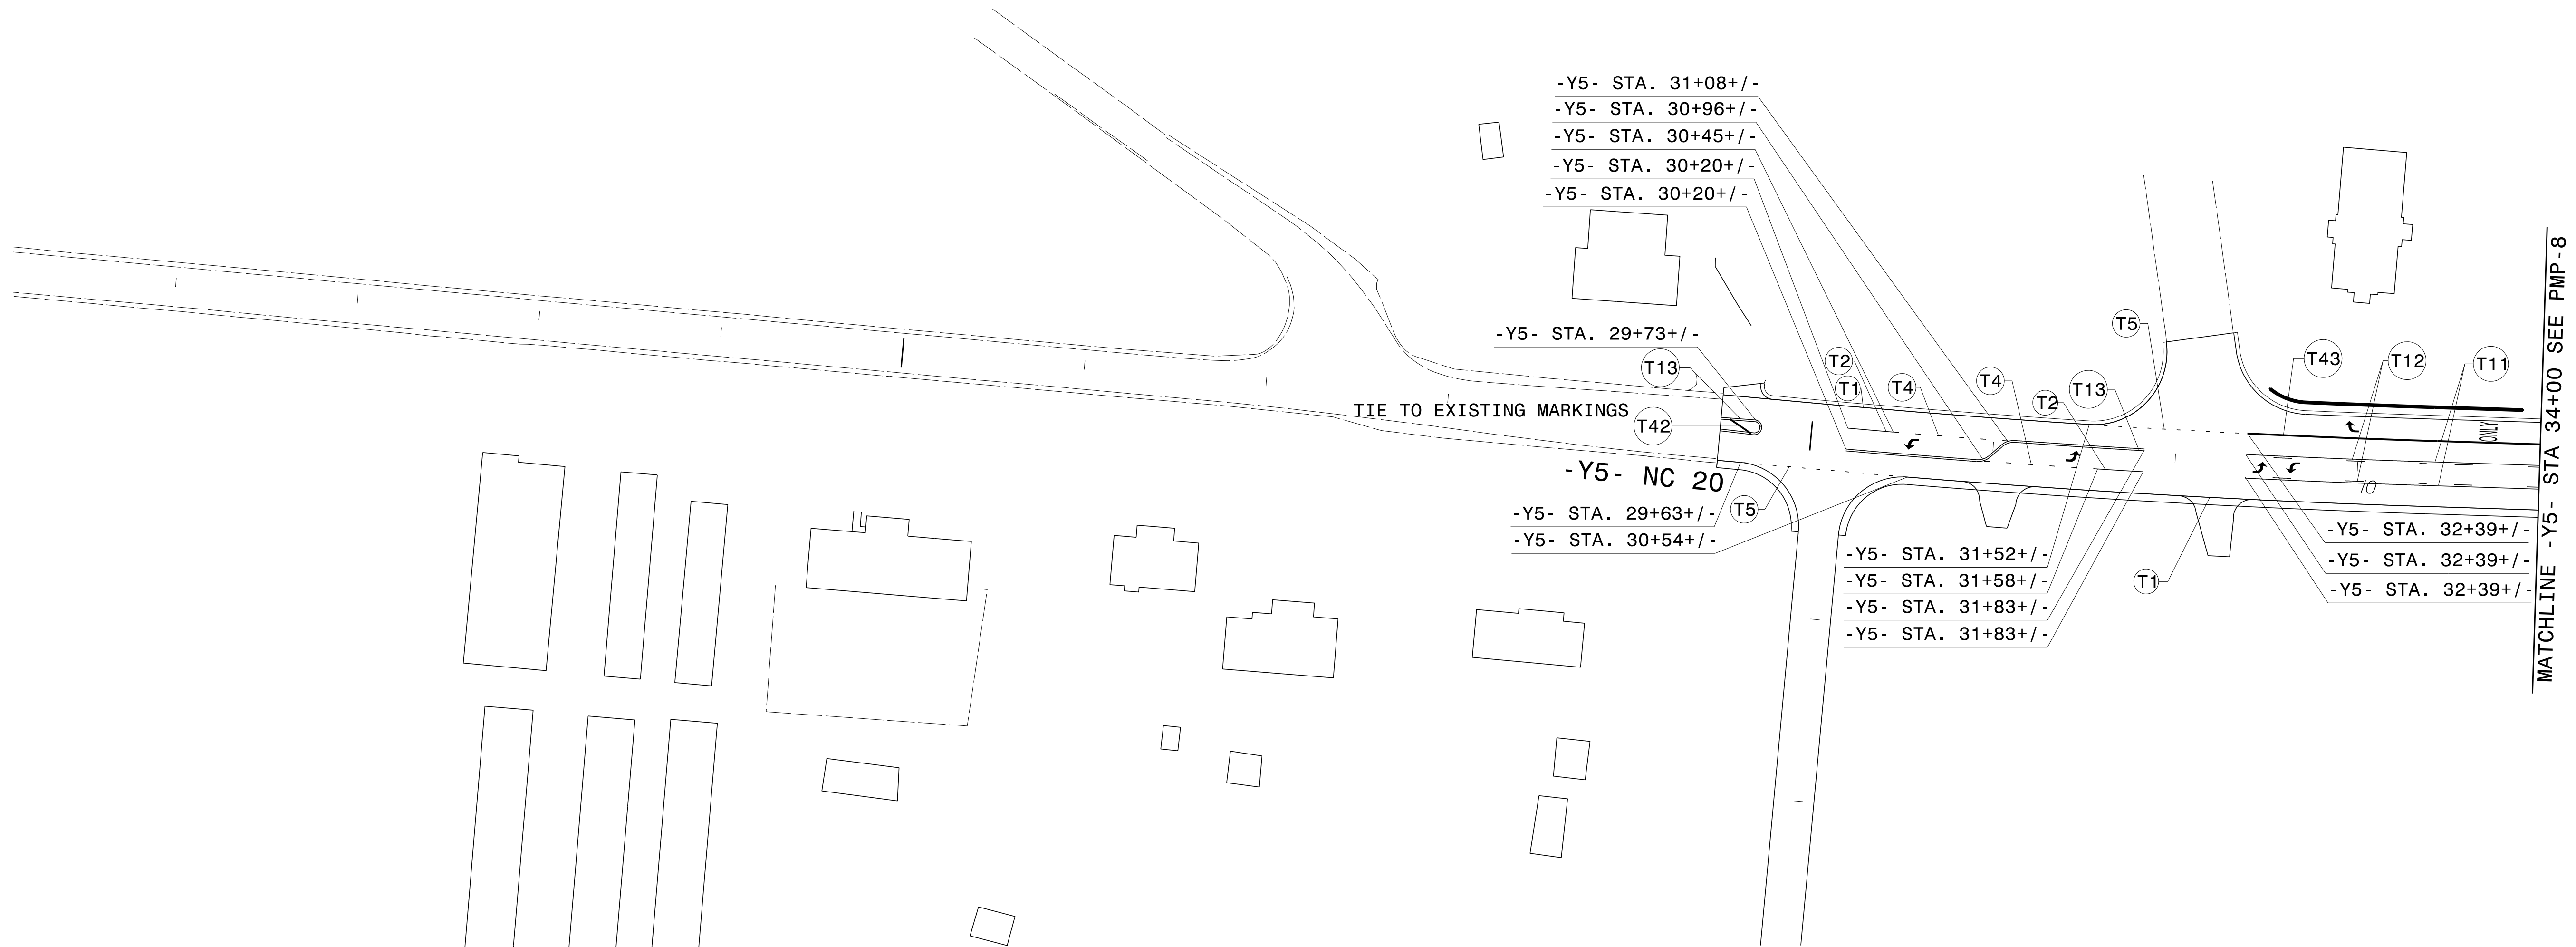 -Y5- STA. 31+08+/-
-Y5- STA. 30+96+/-
-Y5- STA. 30+45+/-
-Y5- STA. 30+20+/-
-Y5- STA. 30+20+/-
-Y5- STA. 29+73+/-
T13
T2
T1
T4
T4
T5
T2
T13
T43
T12
T11
TIE TO EXISTING MARKINGS
T42
ONLY
-Y5- NC 20
10
T5
-Y5- STA. 29+63+/-
-Y5- STA. 30+54+/-
-Y5- STA. 31+52+/-
-Y5- STA. 31+58+/-
-Y5- STA. 31+83+/-
-Y5- STA. 31+83+/-
T1
-Y5- STA. 32+39+/-
-Y5- STA. 32+39+/-
-Y5- STA. 32+39+/-
MATCHLINE -Y5- STA 34+00 SEE PMP-8